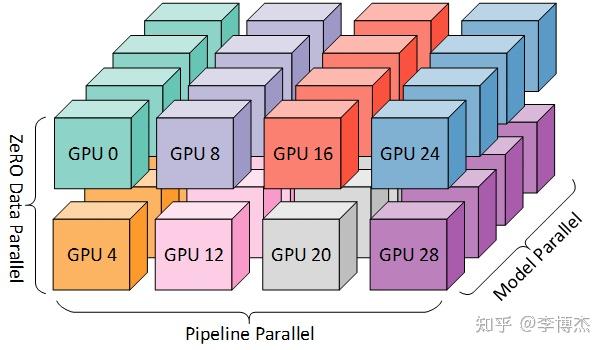 GPU 0
GPU 8
GPU 16
GPU 24
ZeRO Data Parallel
GPU 4
GPU 12
GPU 20
GPU 28
Model Parallel
Pipeline Parallel
知乎 @李博杰